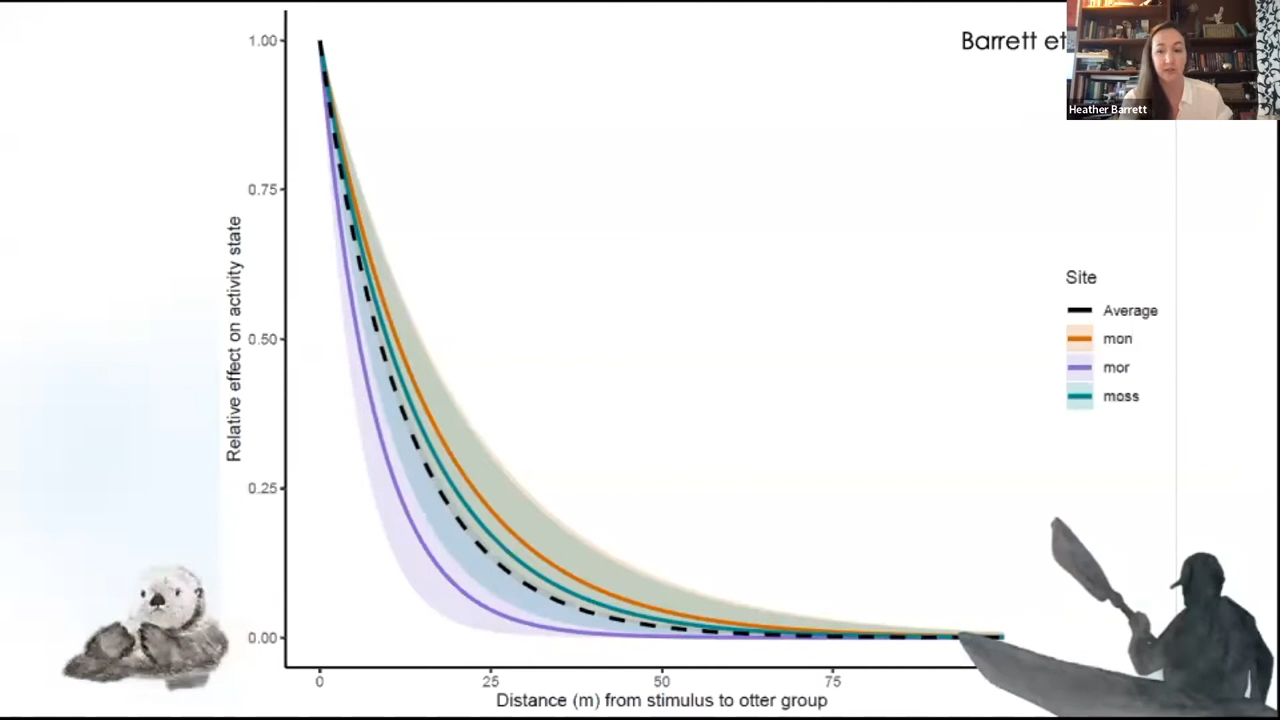 Barrett et
Heather Barrett
1.00
0.75
0.50
0.25
0.00
Relative effect on activity state
0
25
50
75
Distance (m) from stimulus to otter group
Site
Average
mon
mor
moss